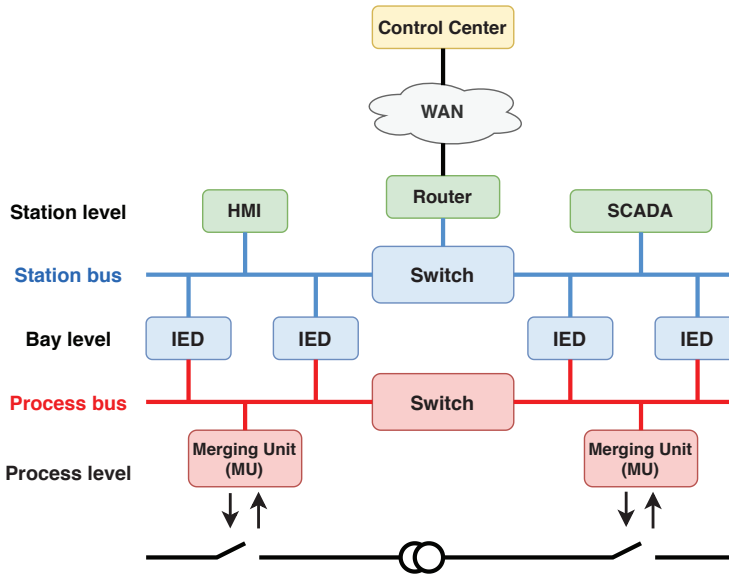 Control Center
WAN
Station level
HMI
Router
SCADA
Station bus
Switch
Bay level
IED
IED
IED
IED
Process bus
Switch
Process level
Merging Unit
(MU)
Merging Unit
(MU)